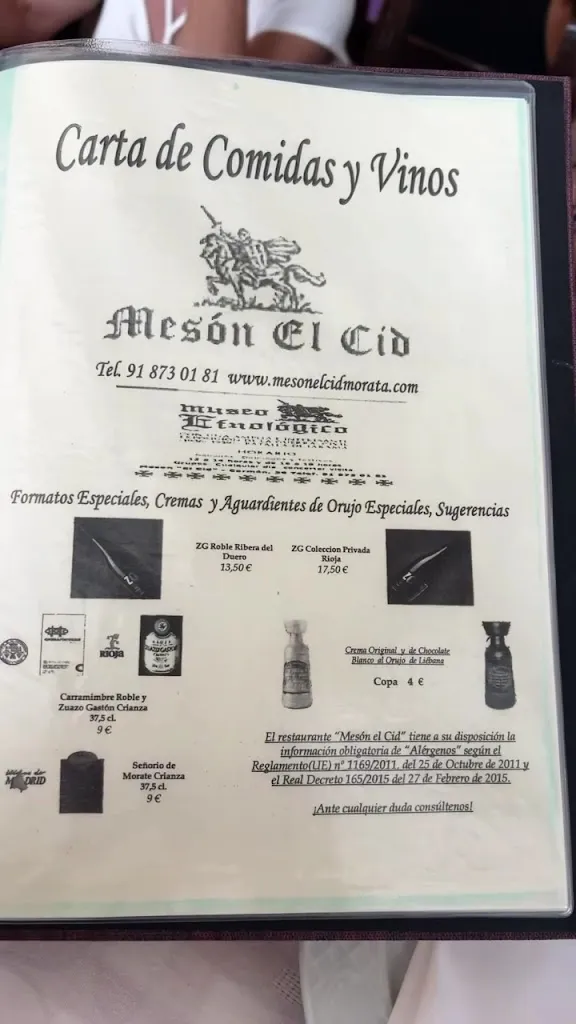 Carta de Comidas y Vinos
Mesón El Cid
Tel. 91 873 01 81 www.mesonelcidmorata.com
Museo
Etnológico
HORARIO
Formatos Especiales, Cremas y Aguardientes de Orujo Especiales, Sugerencias
ZG Roble Ribera del
Duero
13,50 €
ZG Coleccion Privada
Rioja
17,50 €
RIOJA
Carramimbre Roble y
Zuazo Gastón Crianza
37,5 cl.
9 €
Crema Original y de Chocolate
Blanco al Orujo de Liébana
Copa 4 €
MADRID
Señorio de
Morate Crianza
37,5 cl.
9 €
El restaurante "Mesón el Cid" tiene a su disposición la
información obligatoria de "Alérgenos" según el
Reglamento(UE) nº 1169/2011, del 25 de Octubre de 2011 y
el Real Decreto 165/2015 del 27 de Febrero de 2015.
¡Ante cualquier duda consúltenos!